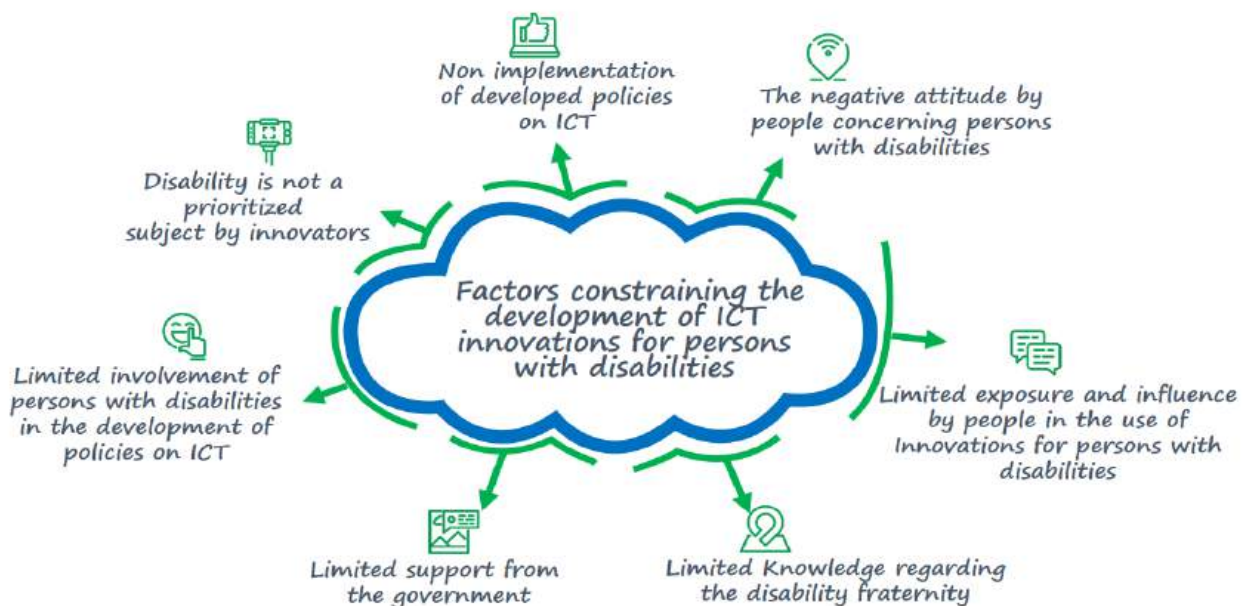 Non implementation
of developed policies
on ICT
The negative attitude by
people concerning persons
with disabilities
Disability is not a
prioritized
subject by innovators
Factors constraining the
development of ICT
innovations for persons
with disabilities
Limited involvement of
persons with disabilities
in the development of
policies on ICT
Limited exposure and influence
by people in the use of
Innovations for persons with
disabilities
Limited support from
the government
Limited Knowledge regarding
the disability fraternity